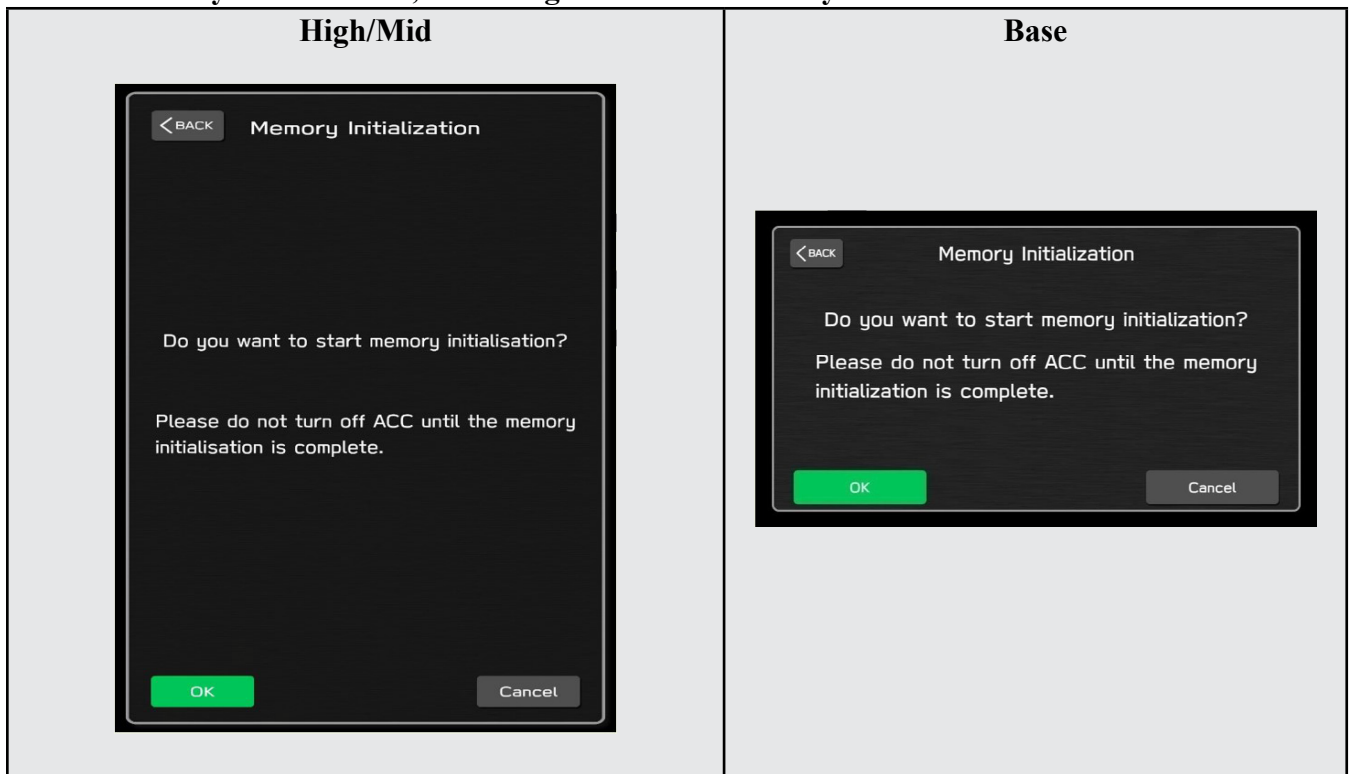 High/Mid
Base
BACK
Memory Initialization
Do you want to start memory initialisation?
Please do not turn off ACC until the memory
initialisation is complete.
OK
Cancel
BACK
Memory Initialization
Do you want to start memory initialization?
Please do not turn off ACC until the memory
initialization is complete.
OK
Cancel